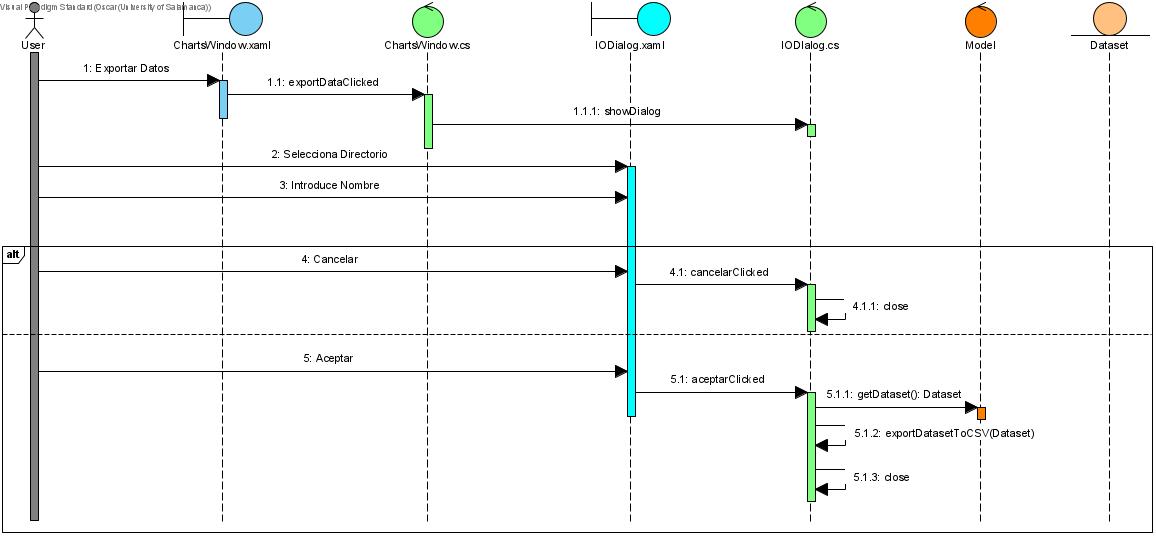 Visual Paradigm Standard(Oscar(University of Salamanca))
User
ChartsWindow.xaml
ChartsWindow.cs
IODialog.xaml
IODIalog.cs
Model
Dataset
1: Exportar Datos
1.1: exportDataClicked
1.1.1: showDialog
2: Selecciona Directorio
3: Introduce Nombre
alt
4: Cancelar
4.1: cancelarClicked
4.1.1: close
5: Aceptar
5.1: aceptarClicked
5.1.1: getDataset(): Dataset
5.1.2: exportDatasetToCSV(Dataset)
5.1.3: close